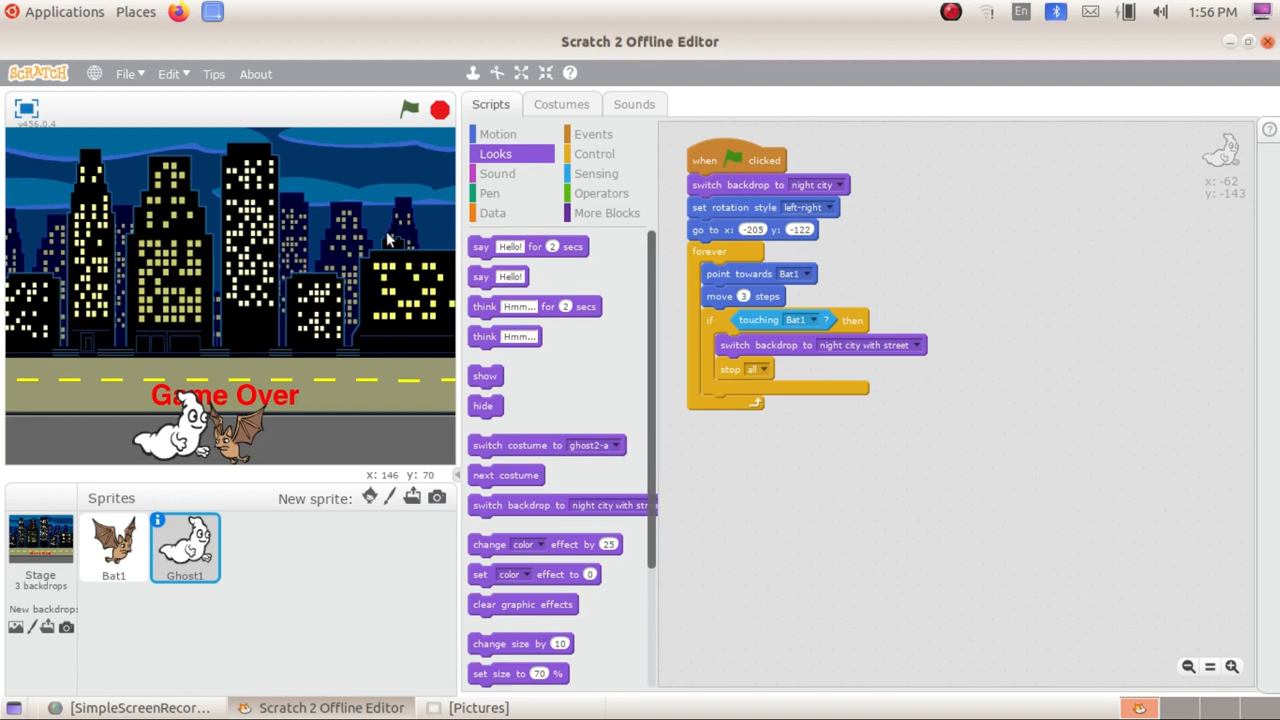 Applications Places En 1:56 PM
Scratch 2 Offline Editor
SCRATCH File Edit Tips About
v456.0.4
Scripts Costumes Sounds
Motion Events
Looks Control
Sound Sensing
Pen Operators
Data More Blocks
say Hello! for 2 secs
say Hello!
think Hmm... for 2 secs
think Hmm...
show
hide
switch costume to ghost2-a
next costume
switch backdrop to night city with stre
change color effect by 25
set color effect to 0
clear graphic effects
change size by 10
set size to 70 %
when clicked
switch backdrop to night city
set rotation style left-right
go to x: -205 y: -122
forever
point towards Bat1
move 3 steps
if touching Bat1 ? then
switch backdrop to night city with street
stop all
x: -62
y: -143
Game Over
x: 146 y: 70
Sprites New sprite:
Stage
3 backdrops
New backdrop:
Bat1
Ghost1
[SimpleScreenRecor... Scratch 2 Offline Editor [Pictures]